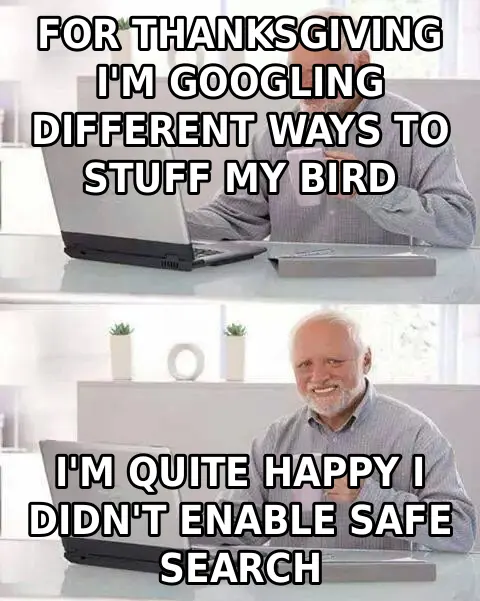 FOR THANKSGIVING
I'M GOOGLING
DIFFERENT WAYS TO
STUFF MY BIRD
I'M QUITE HAPPY I
DIDN'T ENABLE SAFE
SEARCH